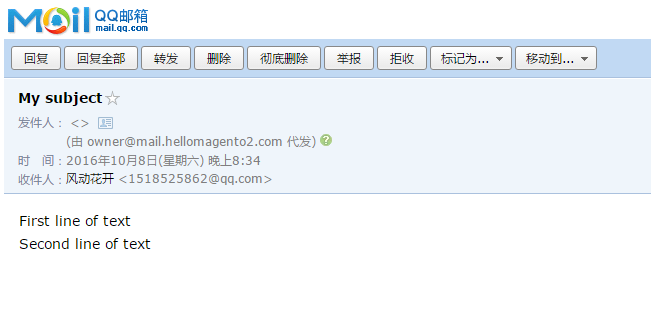 Mail QQ邮箱
mail.qq.com
回复 回复全部 转发 删除 彻底删除 举报 拒收 标记为... 移动到...
My subject☆
发件人： <>
(由 owner@mail.hellomagento2.com 代发) ?
时 间：2016年10月8日(星期六) 晚上8:34
收件人：风动花开 <1518525862@qq.com>
First line of text
Second line of text